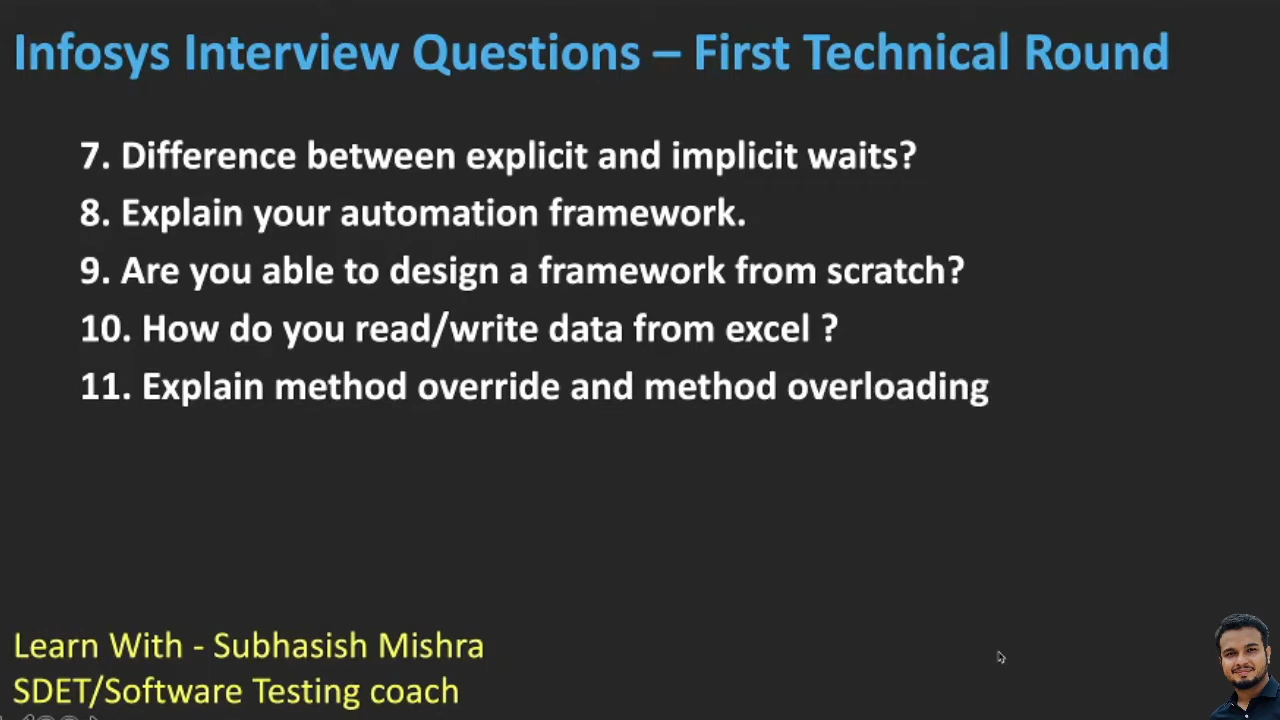 Infosys Interview Questions – First Technical Round
7. Difference between explicit and implicit waits?
8. Explain your automation framework.
9. Are you able to design a framework from scratch?
10. How do you read/write data from excel ?
11. Explain method override and method overloading
Learn With - Subhasish Mishra
SDET/Software Testing coach